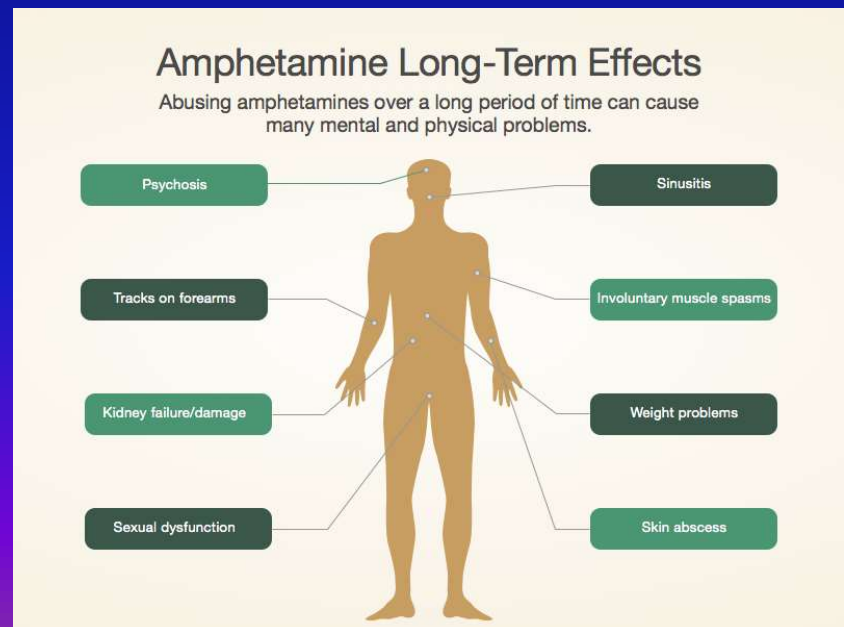 Amphetamine Long-Term Effects
Abusing amphetamines over a long period of time can cause
many mental and physical problems.
Psychosis
Sinusitis
Tracks on forearms
Involuntary muscle spasms
Kidney failure/damage
Weight problems
Sexual dysfunction
Skin abscess